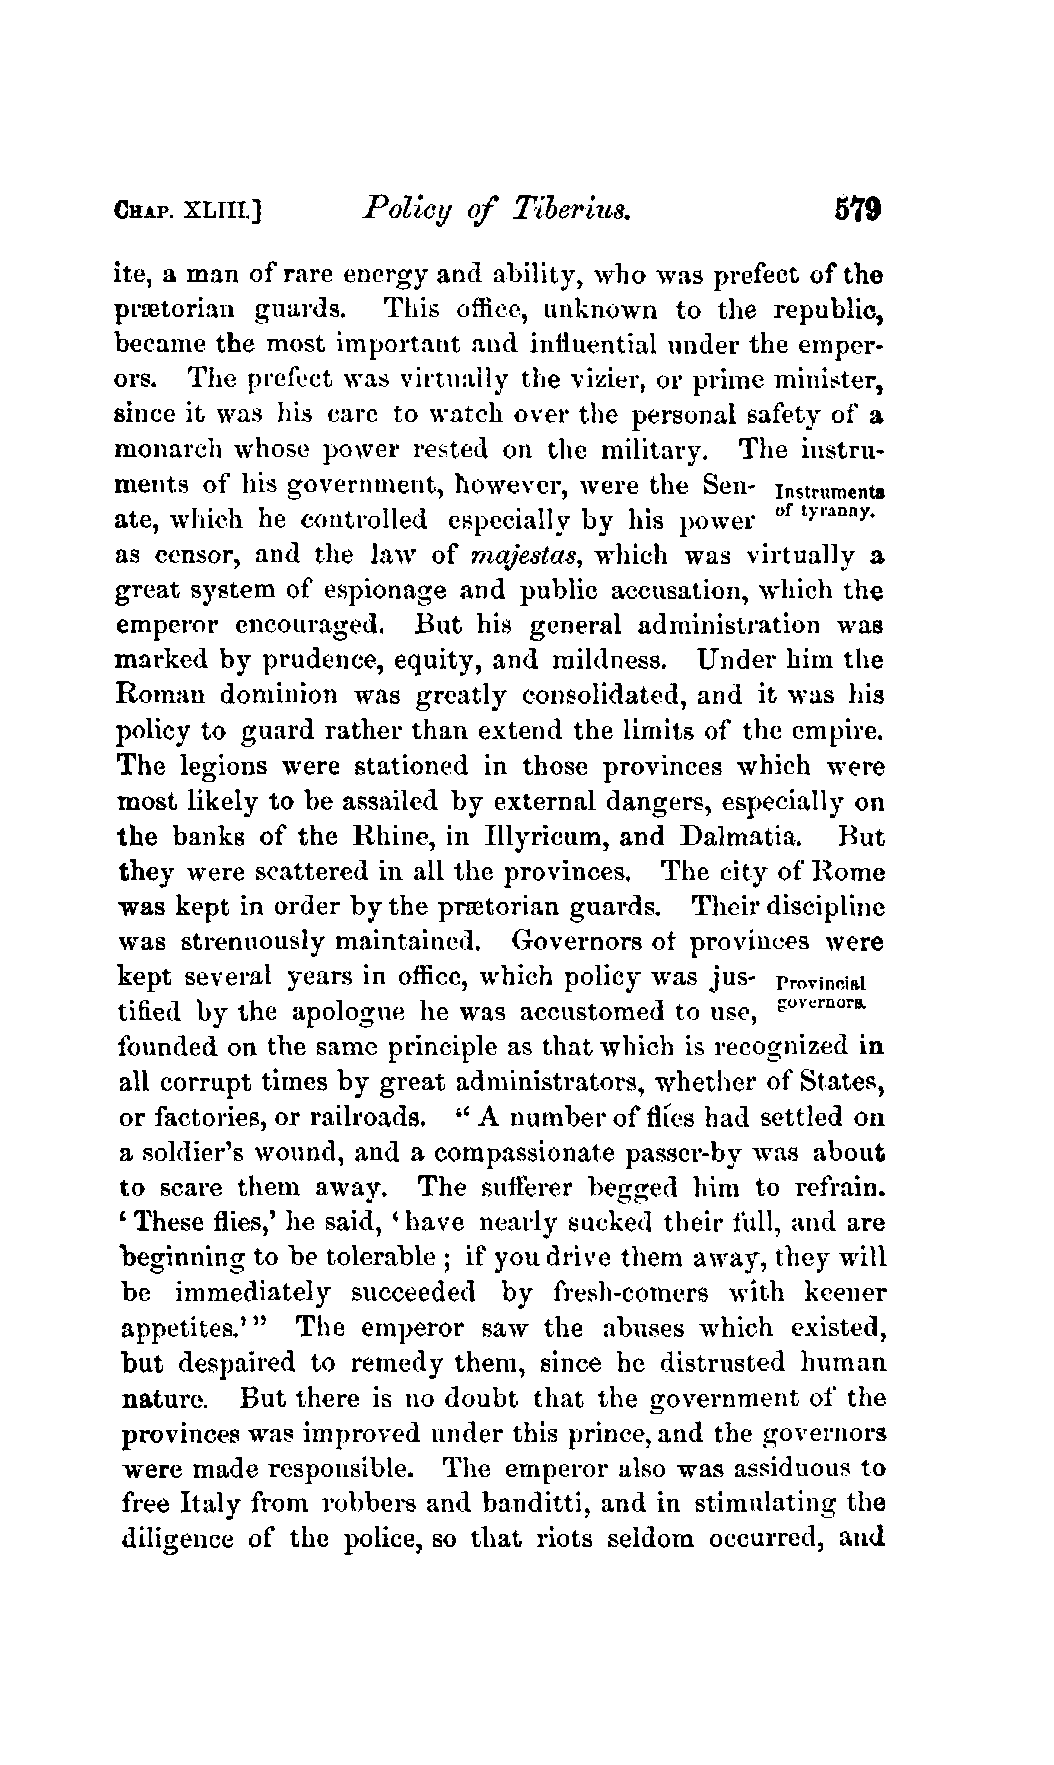 CHAP. XLIII.] Policy of Tiberius. 579
ite, a man of rare energy and ability, who was prefect of the
prætorian guards. This office, unknown to the republic,
became the most important and influential under the emper-
ors. The prefect was virtually the vizier, or prime minister,
since it was his care to watch over the personal safety of a
monarch whose power rested on the military. The instru-
ments of his government, however, were the Sen- Instruments
ate, which he controlled especially by his power of tyranny.
as censor, and the law of majestas, which was virtually a
great system of espionage and public accusation, which the
emperor encouraged. But his general administration was
marked by prudence, equity, and mildness. Under him the
Roman dominion was greatly consolidated, and it was his
policy to guard rather than extend the limits of the empire.
The legions were stationed in those provinces which were
most likely to be assailed by external dangers, especially on
the banks of the Rhine, in Illyricum, and Dalmatia. But
they were scattered in all the provinces. The city of Rome
was kept in order by the prætorian guards. Their discipline
was strenuously maintained. Governors of provinces were
kept several years in office, which policy was jus- Provincial
tified by the apologue he was accustomed to use, governors.
founded on the same principle as that which is recognized in
all corrupt times by great administrators, whether of States,
or factories, or railroads. “A number of flies had settled on
a soldier’s wound, and a compassionate passer-by was about
to scare them away. The sufferer begged him to refrain.
‘These flies,’ he said, ‘have nearly sucked their full, and are
beginning to be tolerable; if you drive them away, they will
be immediately succeeded by fresh-comers with keener
appetites.’” The emperor saw the abuses which existed,
but despaired to remedy them, since he distrusted human
nature. But there is no doubt that the government of the
provinces was improved under this prince, and the governors
were made responsible. The emperor also was assiduous to
free Italy from robbers and banditti, and in stimulating the
diligence of the police, so that riots seldom occurred, and